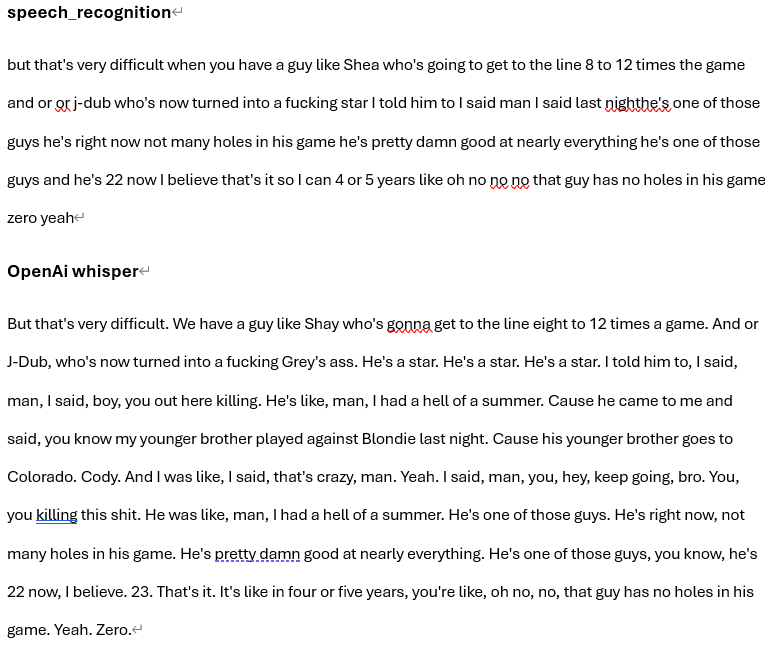 speech_recognition
but that's very difficult when you have a guy like Shea who's going to get to the line 8 to 12 times the game
and or or j-dub who's now turned into a fucking star I told him to I said man I said last nighthe's one of those
guys he's right now not many holes in his game he's pretty damn good at nearly everything he's one of those
guys and he's 22 now I believe that's it so I can 4 or 5 years like oh no no no that guy has no holes in his game
zero yeah
OpenAi whisper
But that's very difficult. We have a guy like Shay who's gonna get to the line eight to 12 times a game. And or
J-Dub, who's now turned into a fucking Grey's ass. He's a star. He's a star. He's a star. I told him to, I said,
man, I said, boy, you out here killing. He's like, man, I had a hell of a summer. Cause he came to me and
said, you know my younger brother played against Blondie last night. Cause his younger brother goes to
Colorado. Cody. And I was like, I said, that's crazy, man. Yeah. I said, man, you, hey, keep going, bro. You,
you killing this shit. He was like, man, I had a hell of a summer. He's one of those guys. He's right now, not
many holes in his game. He's pretty damn good at nearly everything. He's one of those guys, you know, he's
22 now, I believe. 23. That's it. It's like in four or five years, you're like, oh no, no, that guy has no holes in his
game. Yeah. Zero.